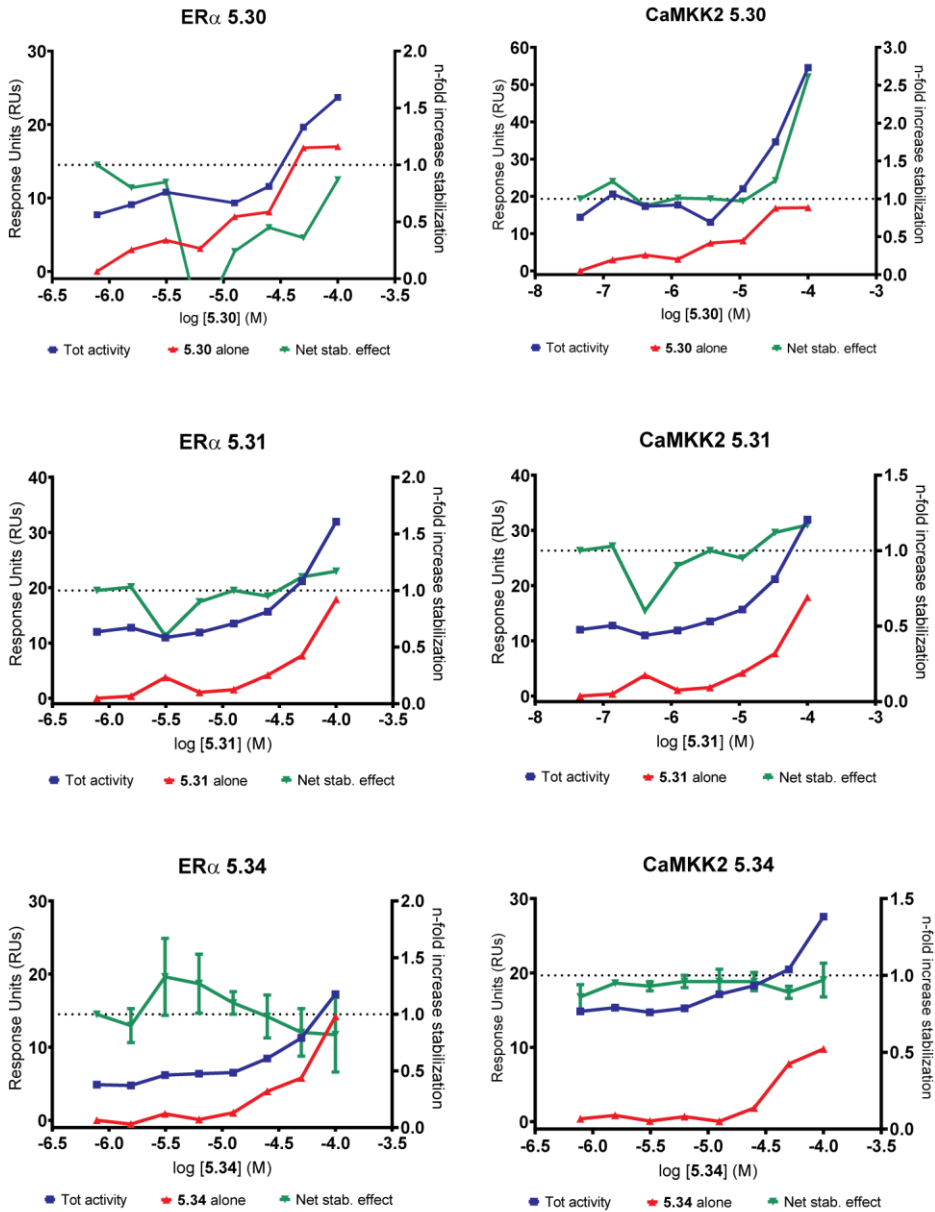 ERα 5.30
Response Units (RUs)
30
20
10
0
2.0
1.5
1.0
0.5
0.0
n-fold increase stabilization
-6.5 -6.0 -5.5 -5.0 -4.5 -4.0 -3.5
log [5.30] (M)
Tot activity 5.30 alone Net stab. effect
CaMKK2 5.30
Response Units (RUs)
60
50
40
30
20
10
0
3.0
2.5
2.0
1.5
1.0
0.5
0.0
n-fold increase stabilization
-8 -7 -6 -5 -4 -3
log [5.30] (M)
Tot activity 5.30 alone Net stab. effect
ERα 5.31
Response Units (RUs)
40
30
20
10
0
2.0
1.5
1.0
0.5
0.0
n-fold increase stabilization
-6.5 -6.0 -5.5 -5.0 -4.5 -4.0 -3.5
log [5.31] (M)
Tot activity 5.31 alone Net stab. effect
CaMKK2 5.31
Response Units (RUs)
40
30
20
10
0
1.5
1.0
0.5
0.0
n-fold increase stabilization
-8 -7 -6 -5 -4 -3
log [5.31] (M)
Tot activity 5.31 alone Net stab. effect
ERα 5.34
Response Units (RUs)
30
20
10
0
2.0
1.5
1.0
0.5
0.0
n-fold increase stabilization
-6.5 -6.0 -5.5 -5.0 -4.5 -4.0 -3.5
log [5.34] (M)
Tot activity 5.34 alone Net stab. effect
CaMKK2 5.34
Response Units (RUs)
30
20
10
0
1.5
1.0
0.5
0.0
n-fold increase stabilization
-6.5 -6.0 -5.5 -5.0 -4.5 -4.0 -3.5
log [5.34] (M)
Tot activity 5.34 alone Net stab. effect